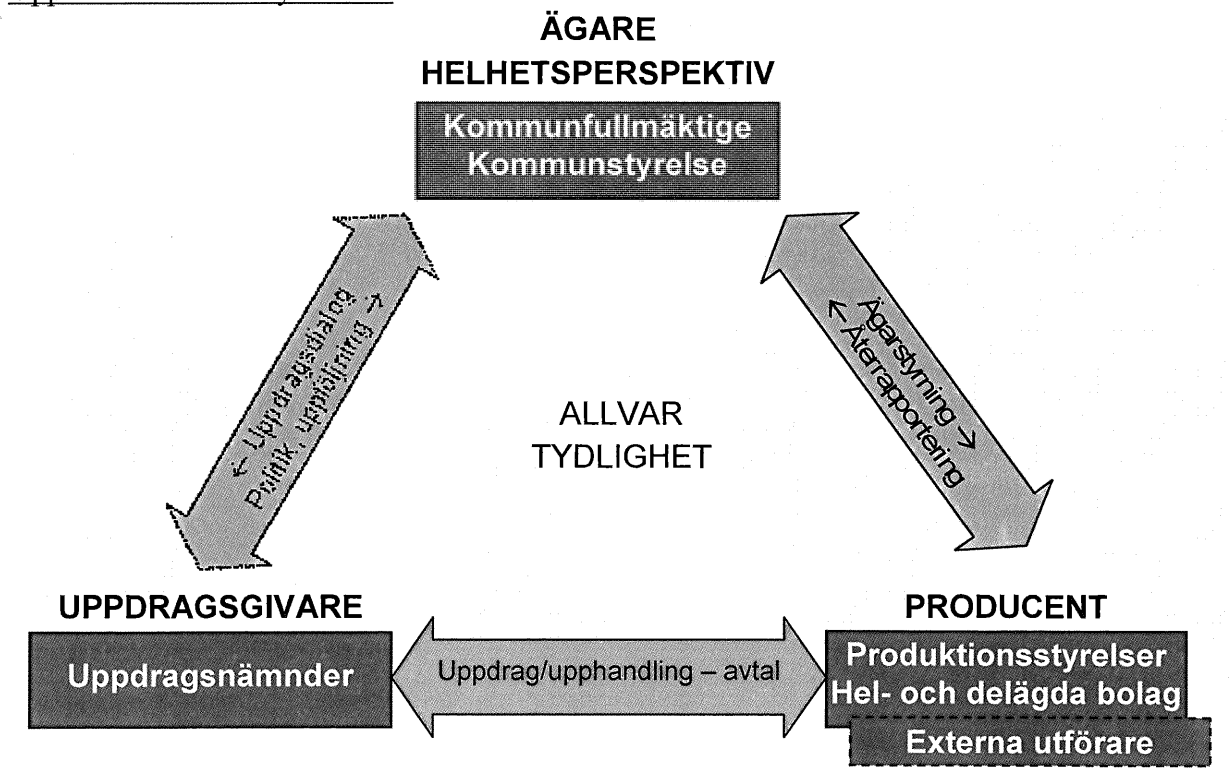 ÄGARE
HELHETSPERSPEKTIV
Kommunfullmäktige
Kommunstyrelse
← Uppdragsdialog
Politik, uppföljning →
Ägarstyrning →
← Återrapportering
ALLVAR
TYDLIGHET
UPPDRAGSGIVARE
Uppdragsnämnder
Uppdrag/upphandling – avtal
PRODUCENT
Produktionsstyrelser
Hel- och delägda bolag
Externa utförare